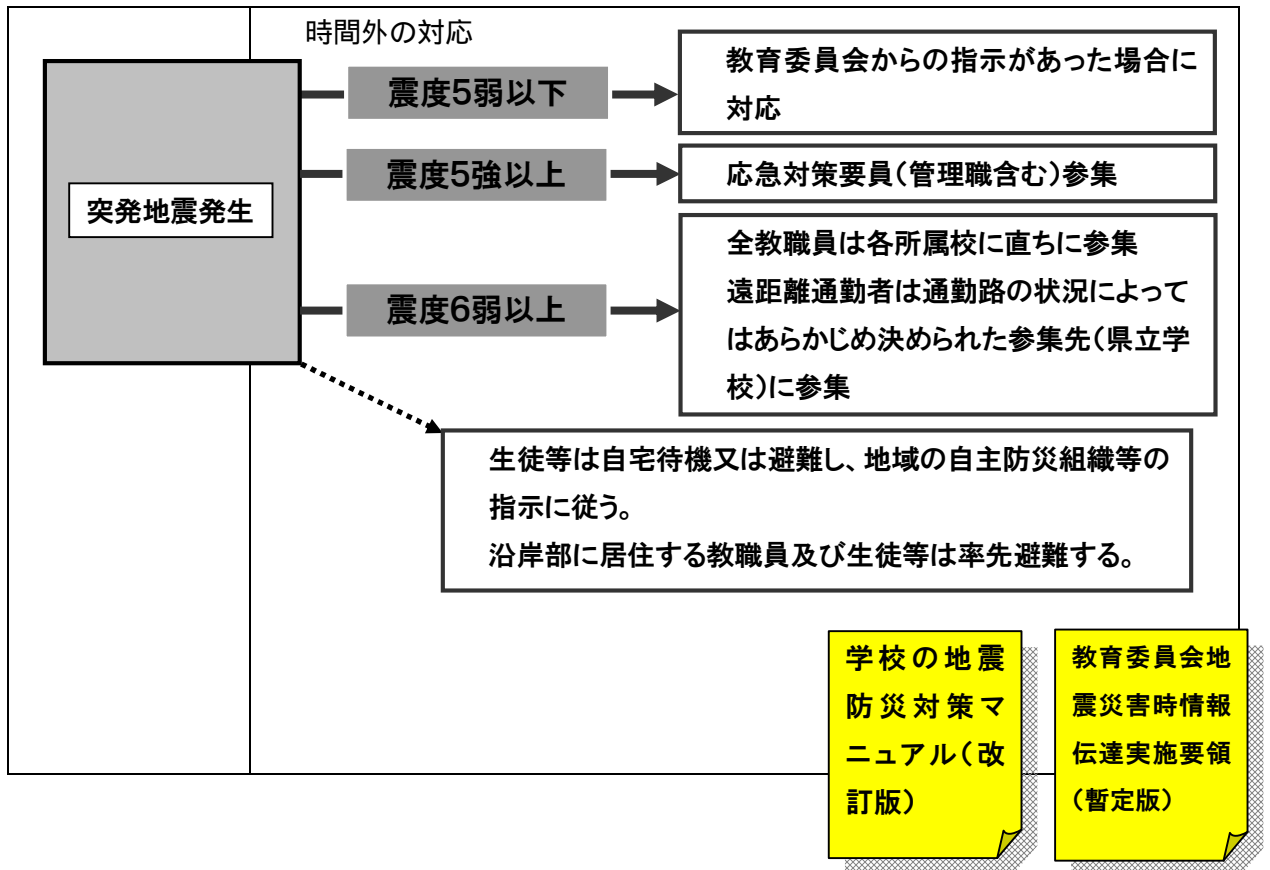 時間外の対応
突発地震発生
震度5弱以下
教育委員会からの指示があった場合に
対応
震度5強以上
応急対策要員(管理職含む)参集
震度6弱以上
全教職員は各所属校に直ちに参集
遠距離通勤者は通勤路の状況によって
はあらかじめ決められた参集先(県立学
校)に参集
生徒等は自宅待機又は避難し、地域の自主防災組織等の
指示に従う。
沿岸部に居住する教職員及び生徒等は率先避難する。
学校の地震
防災対策マ
ニュアル(改
訂版)
教育委員会地
震災害時情報
伝達実施要領
(暫定版)